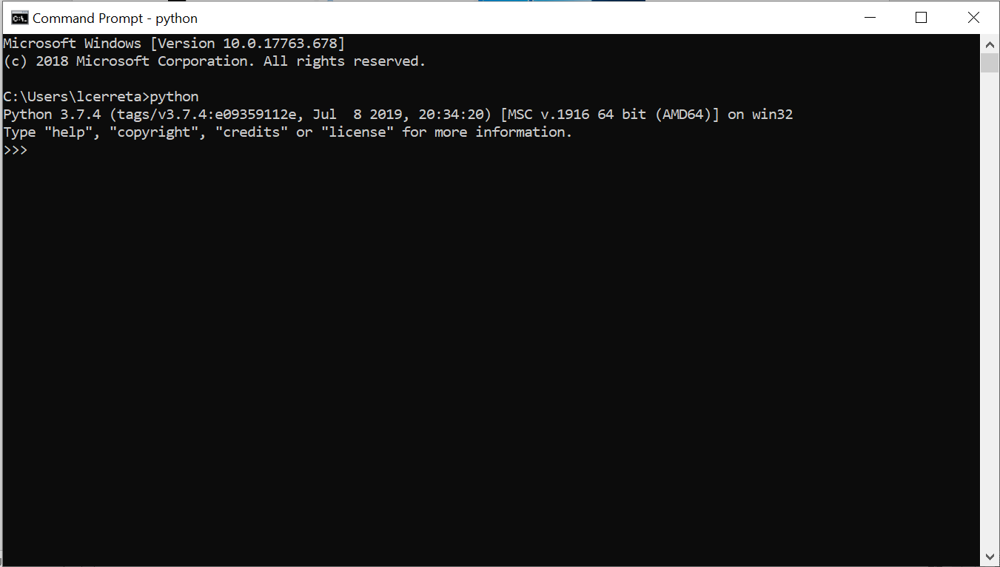 Command Prompt - python
Microsoft Windows [Version 10.0.17763.678]
(c) 2018 Microsoft Corporation. All rights reserved.
C:\Users\lcerreta>python
Python 3.7.4 (tags/v3.7.4:e09359112e, Jul  8 2019, 20:34:20) [MSC v.1916 64 bit (AMD64)] on win32
Type "help", "copyright", "credits" or "license" for more information.
>>>